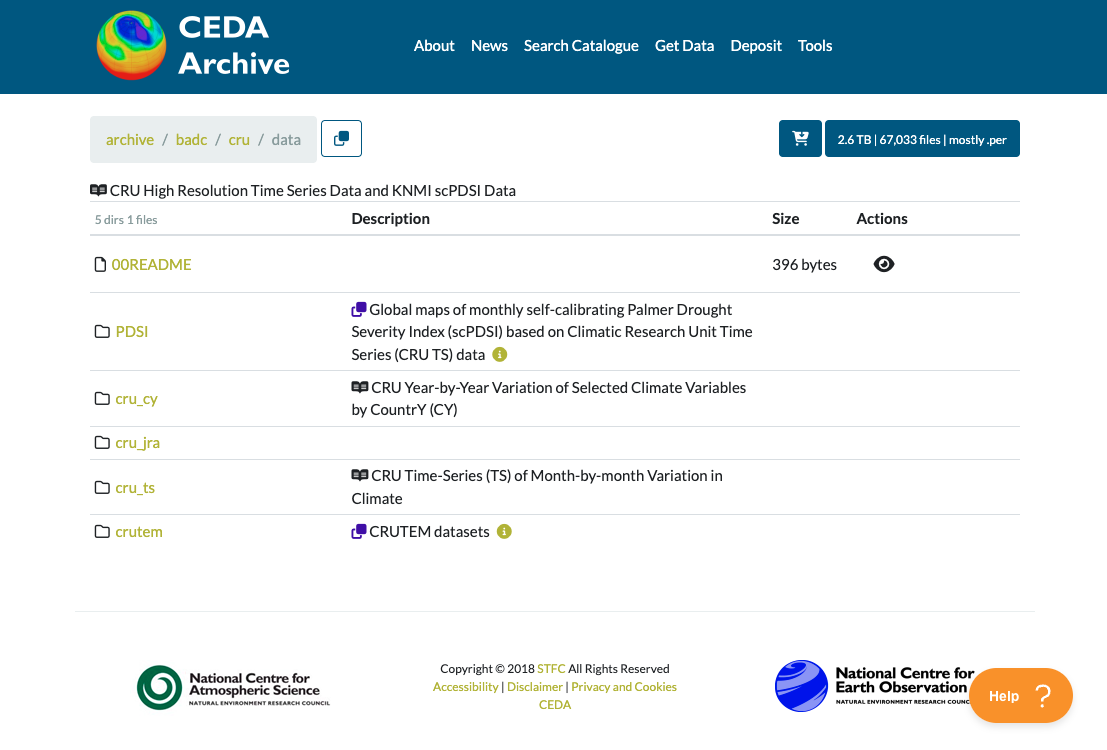 CEDA
Archive
About News Search Catalogue Get Data Deposit Tools
archive / badc / cru / data
2.6 TB | 67,033 files | mostly .per
CRU High Resolution Time Series Data and KNMI scPDSI Data
5 dirs 1 files Description Size Actions
00README 396 bytes
PDSI Global maps of monthly self-calibrating Palmer Drought
Severity Index (scPDSI) based on Climatic Research Unit Time
Series (CRU TS) data
cru_cy CRU Year-by-Year Variation of Selected Climate Variables
by CountrY (CY)
cru_jra
cru_ts CRU Time-Series (TS) of Month-by-month Variation in
Climate
crutem CRUTEM datasets
National Centre for
Atmospheric Science
NATURAL ENVIRONMENT RESEARCH COUNCIL
Copyright © 2018 STFC All Rights Reserved
Accessibility | Disclaimer | Privacy and Cookies
CEDA
National Centre for
Earth Observation
NATURAL ENVIRONMENT RESEARCH
Help ?